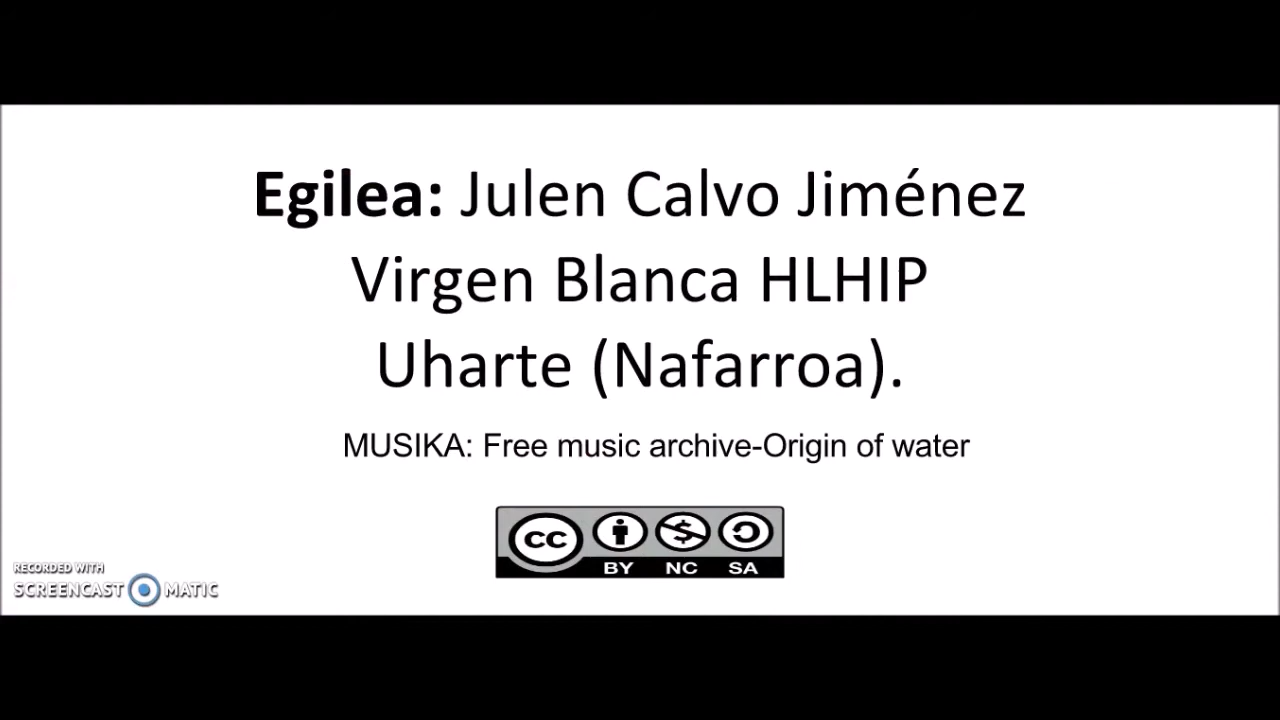 Egilea: Julen Calvo Jiménez
Virgen Blanca HLHIP
Uharte (Nafarroa).
MUSIKA: Free music archive-Origin of water
CC BY NC SA
RECORDED WITH
SCREENCAST MATIC